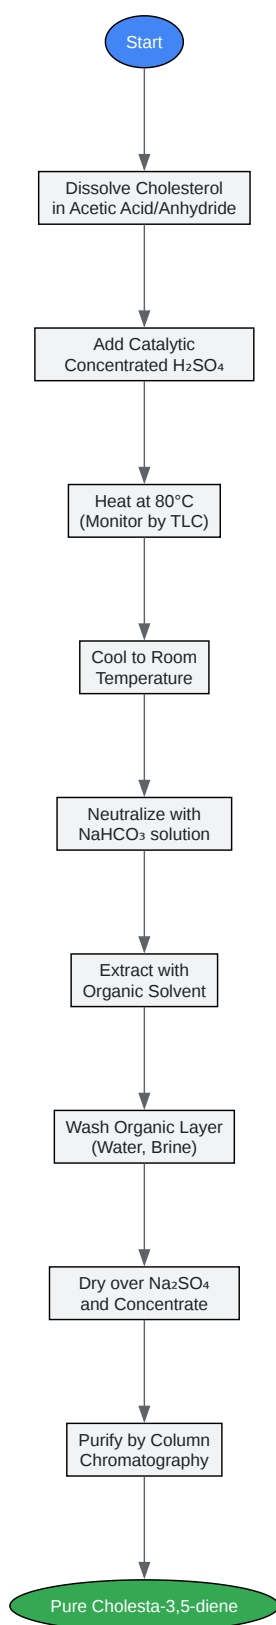 Start
Dissolve Cholesterol
in Acetic Acid/Anhydride
Add Catalytic
Concentrated H₂SO₄
Heat at 80°C
(Monitor by TLC)
Cool to Room
Temperature
Neutralize with
NaHCO₃ solution
Extract with
Organic Solvent
Wash Organic Layer
(Water, Brine)
Dry over Na₂SO₄
and Concentrate
Purify by Column
Chromatography
Pure Cholesta-3,5-diene